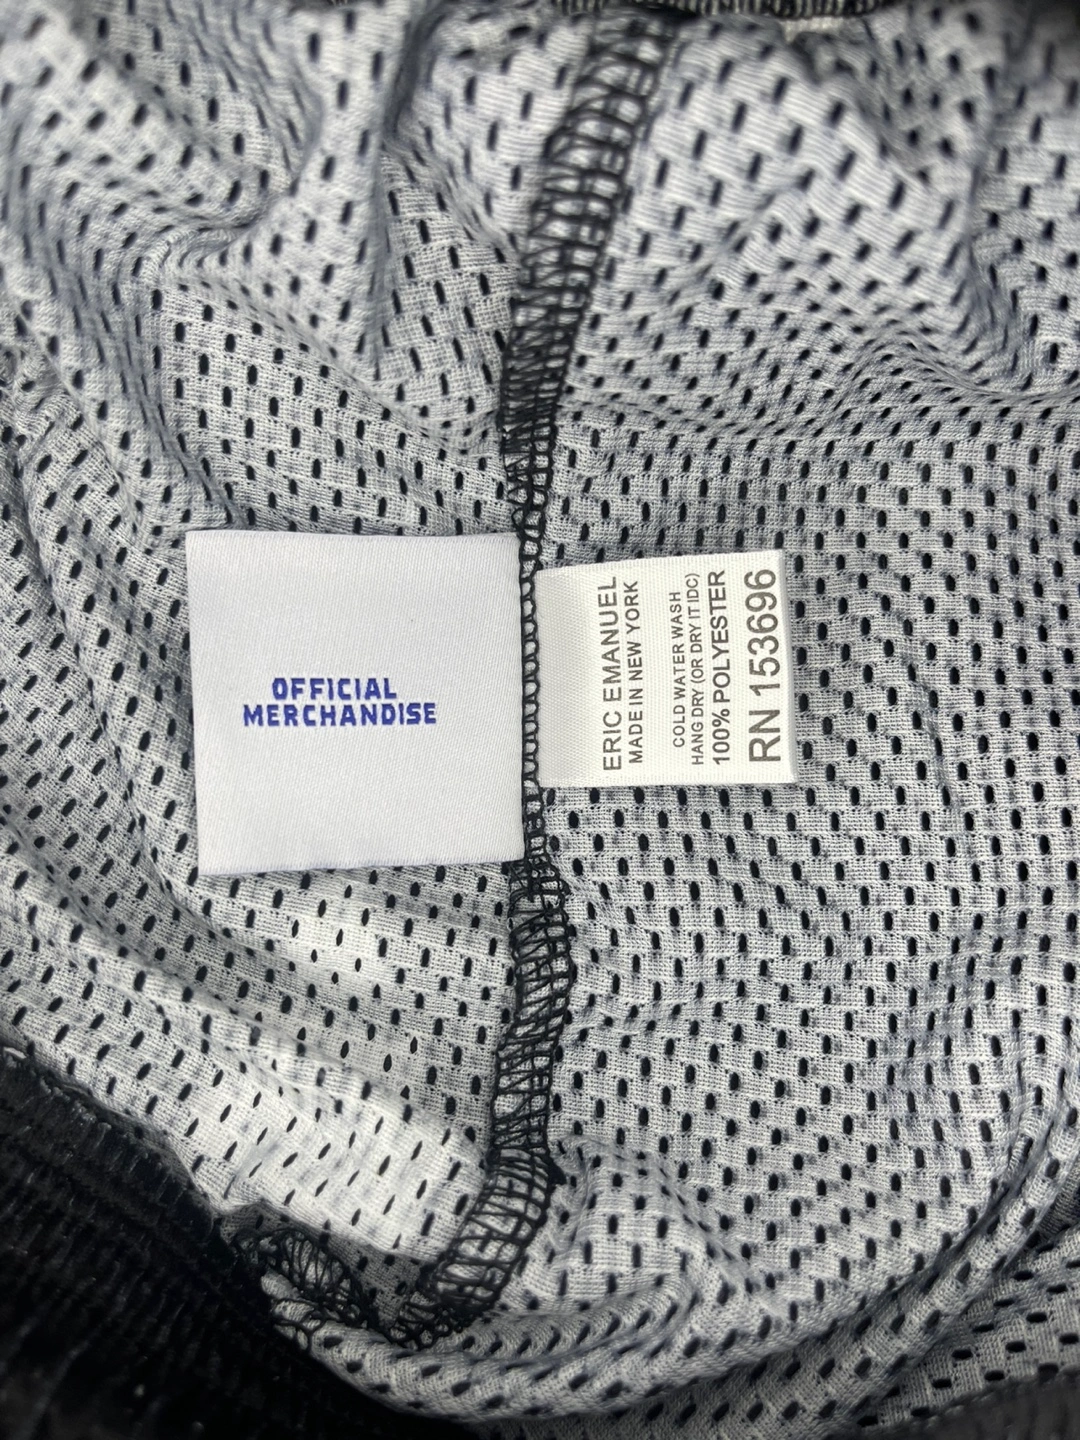 OFFICIAL
MERCHANDISE
ERIC EMANUEL
MADE IN NEW YORK
COLD WATER WASH
HANG DRY (OR DRY IT IDC)
100% POLYESTER
RN 153696